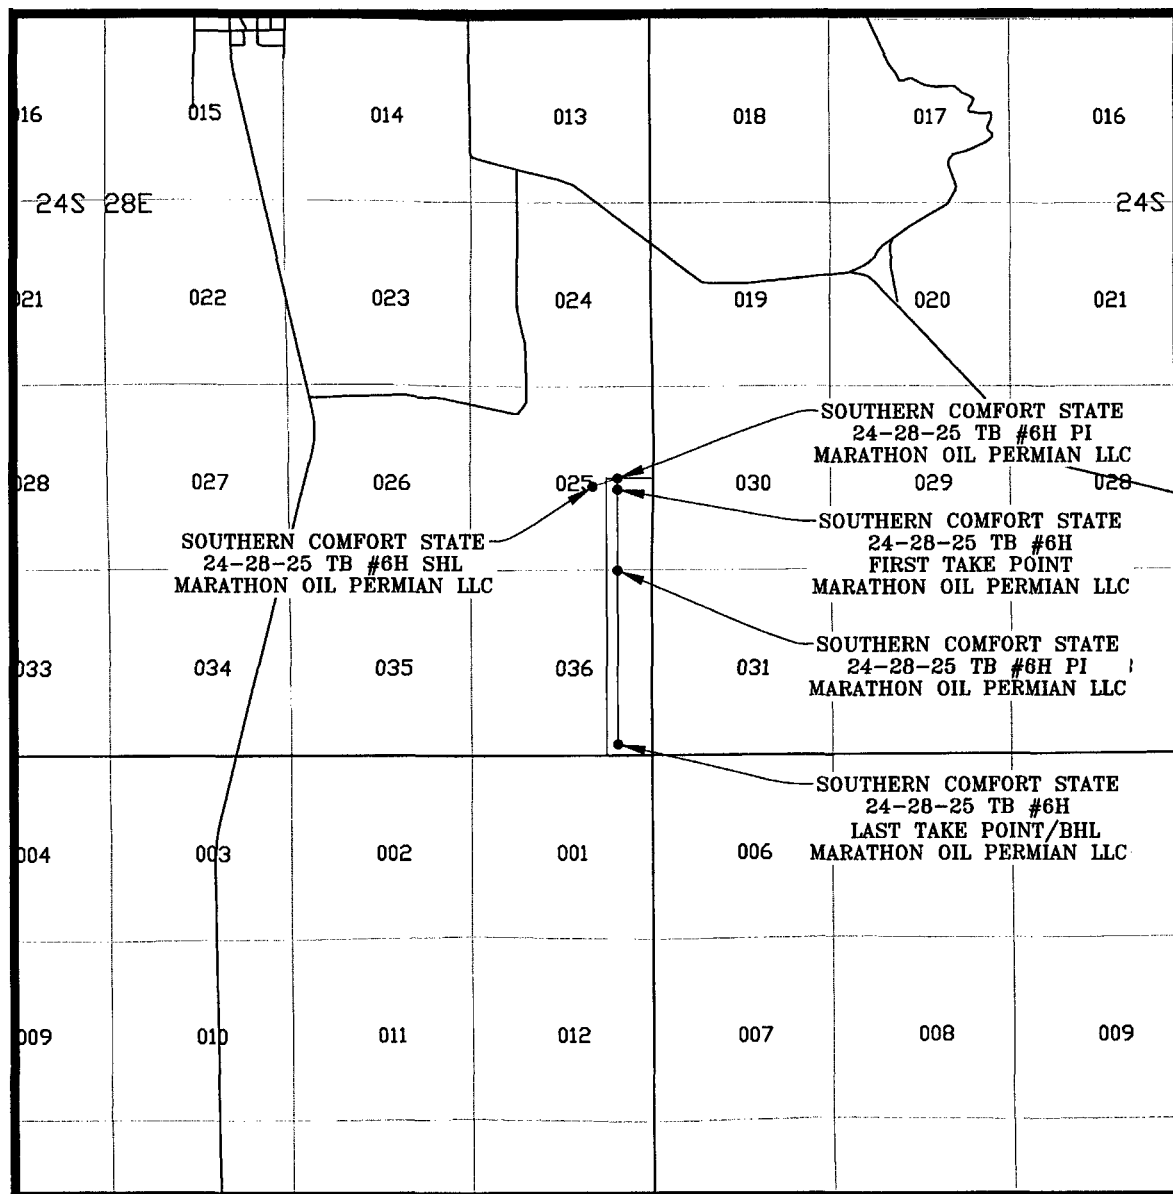 016
015
014
013
018
017
016
24S 28E
24S
021
022
023
024
019
020
021
SOUTHERN COMFORT STATE
24-28-25 TB #6H PI
MARATHON OIL PERMIAN LLC
028
027
026
025
030
029
028
SOUTHERN COMFORT STATE
24-28-25 TB #6H SHL
MARATHON OIL PERMIAN LLC
SOUTHERN COMFORT STATE
24-28-25 TB #6H
FIRST TAKE POINT
MARATHON OIL PERMIAN LLC
033
034
035
036
031
SOUTHERN COMFORT STATE
24-28-25 TB #6H PI
MARATHON OIL PERMIAN LLC
SOUTHERN COMFORT STATE
24-28-25 TB #6H
LAST TAKE POINT/BHL
MARATHON OIL PERMIAN LLC
004
003
002
001
006
009
010
011
012
007
008
009